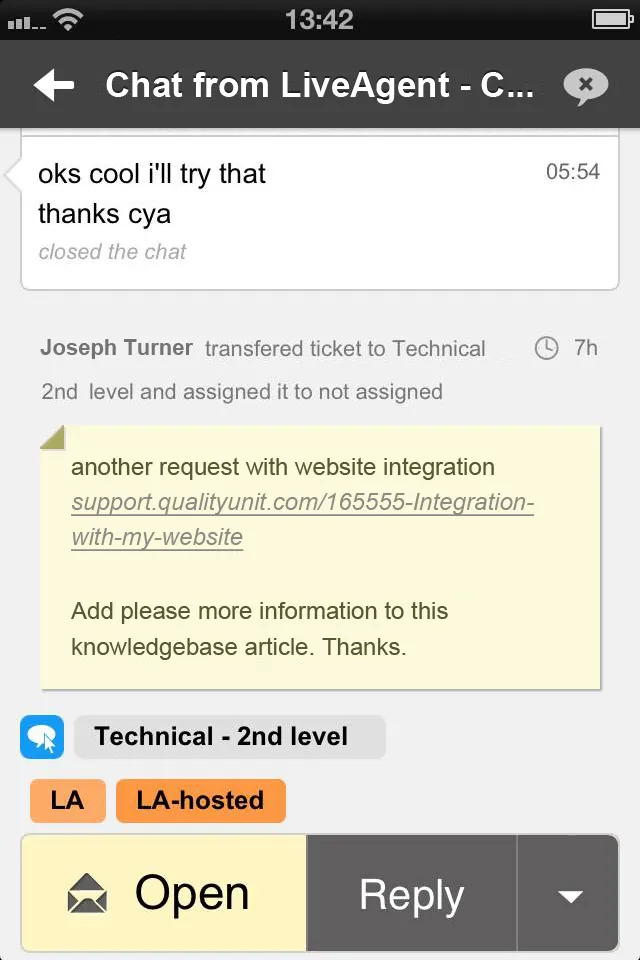 13:42
Chat from LiveAgent - C...
oks cool i'll try that 05:54
thanks cya
closed the chat
Joseph Turner transfered ticket to Technical 7h
2nd level and assigned it to not assigned
another request with website integration
support.qualityunit.com/165555-Integration-
with-my-website
Add please more information to this
knowledgebase article. Thanks.
Technical - 2nd level
LA LA-hosted
Open Reply